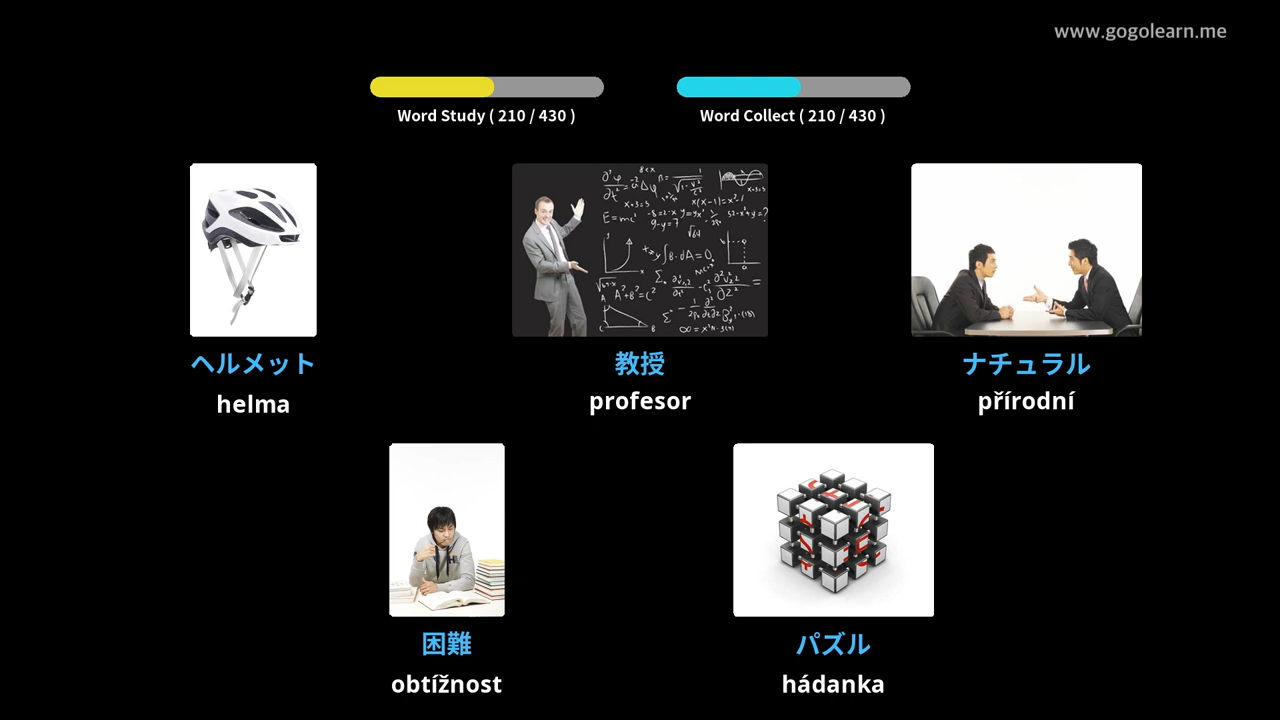 www.gogolearn.me
Word Study ( 210 / 430 )
Word Collect ( 210 / 430 )
ヘルメット
教授
ナチュラル
helma
profesor
přírodní
困難
パズル
obtížnost
hádanka